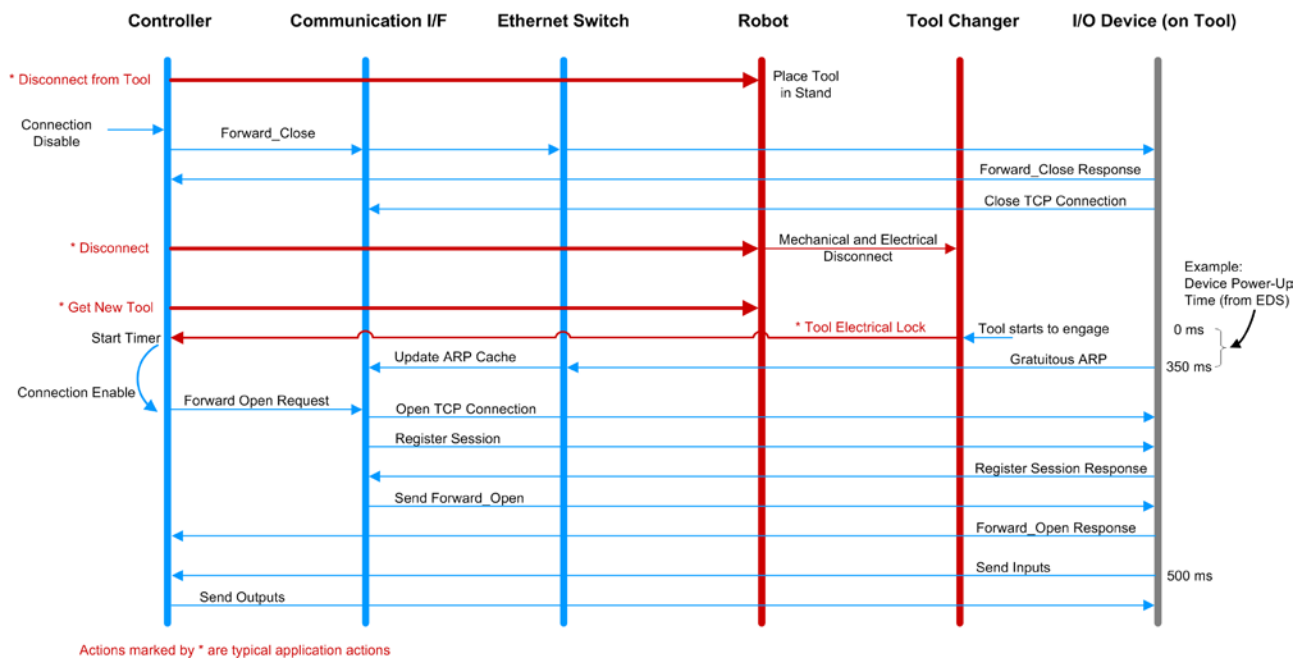 Controller
Communication I/F
Ethernet Switch
Robot
Tool Changer
I/O Device (on Tool)
* Disconnect from Tool
Place Tool
in Stand
Connection
Disable
Forward_Close
Forward_Close Response
Close TCP Connection
* Disconnect
Mechanical and Electrical
Disconnect
Example:
Device Power-Up
Time (from EDS)
* Get New Tool
Start Timer
* Tool Electrical Lock
Tool starts to engage
0 ms
Update ARP Cache
Gratuitous ARP
350 ms
Connection Enable
Forward Open Request
Open TCP Connection
Register Session
Register Session Response
Send Forward_Open
Forward_Open Response
Send Inputs
500 ms
Send Outputs
Actions marked by * are typical application actions